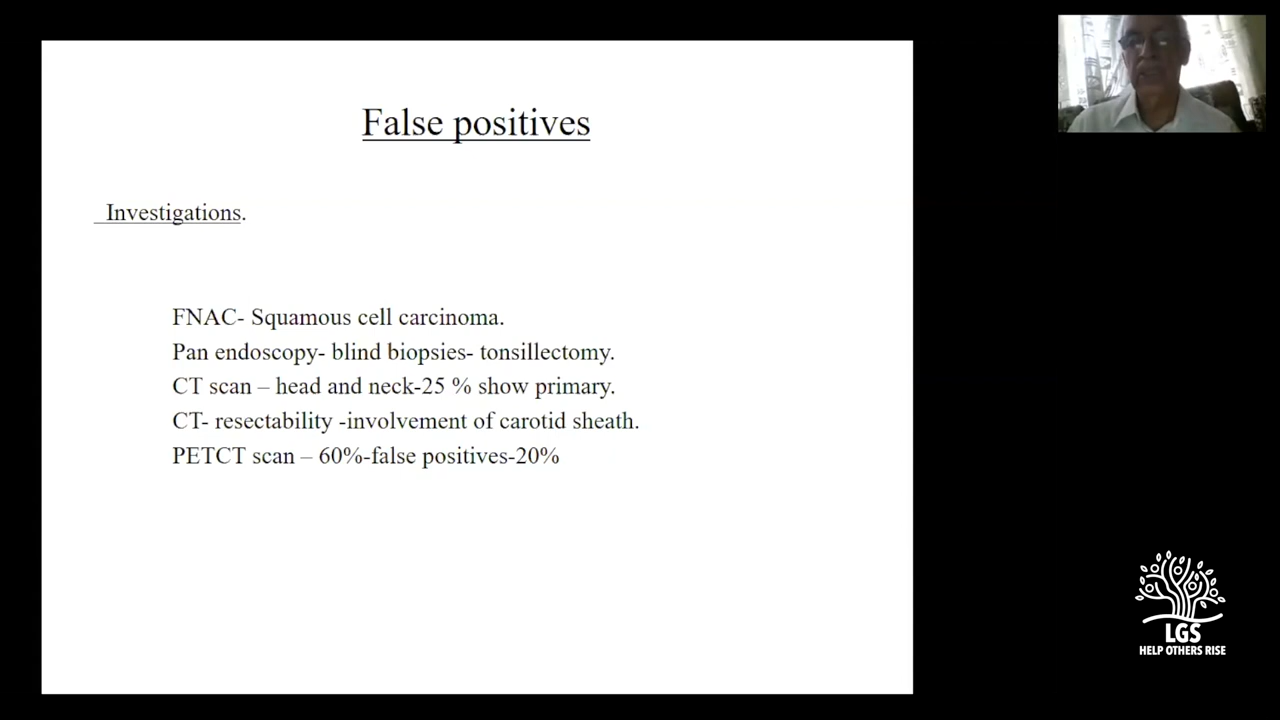 False positives
Investigations.
FNAC- Squamous cell carcinoma.
Pan endoscopy- blind biopsies- tonsillectomy.
CT scan – head and neck-25 % show primary.
CT- resectability -involvement of carotid sheath.
PETCT scan – 60%-false positives-20%
LGS
HELP OTHERS RISE